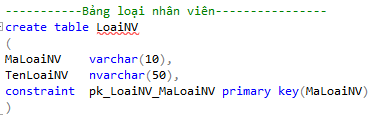 -----------Bảng loại nhân viên----------------
create table LoaiNV
(
MaLoaiNV    varchar(10),
TenLoaiNV   nvarchar(50),
constraint  pk_LoaiNV_MaLoaiNV primary key(MaLoaiNV)
)